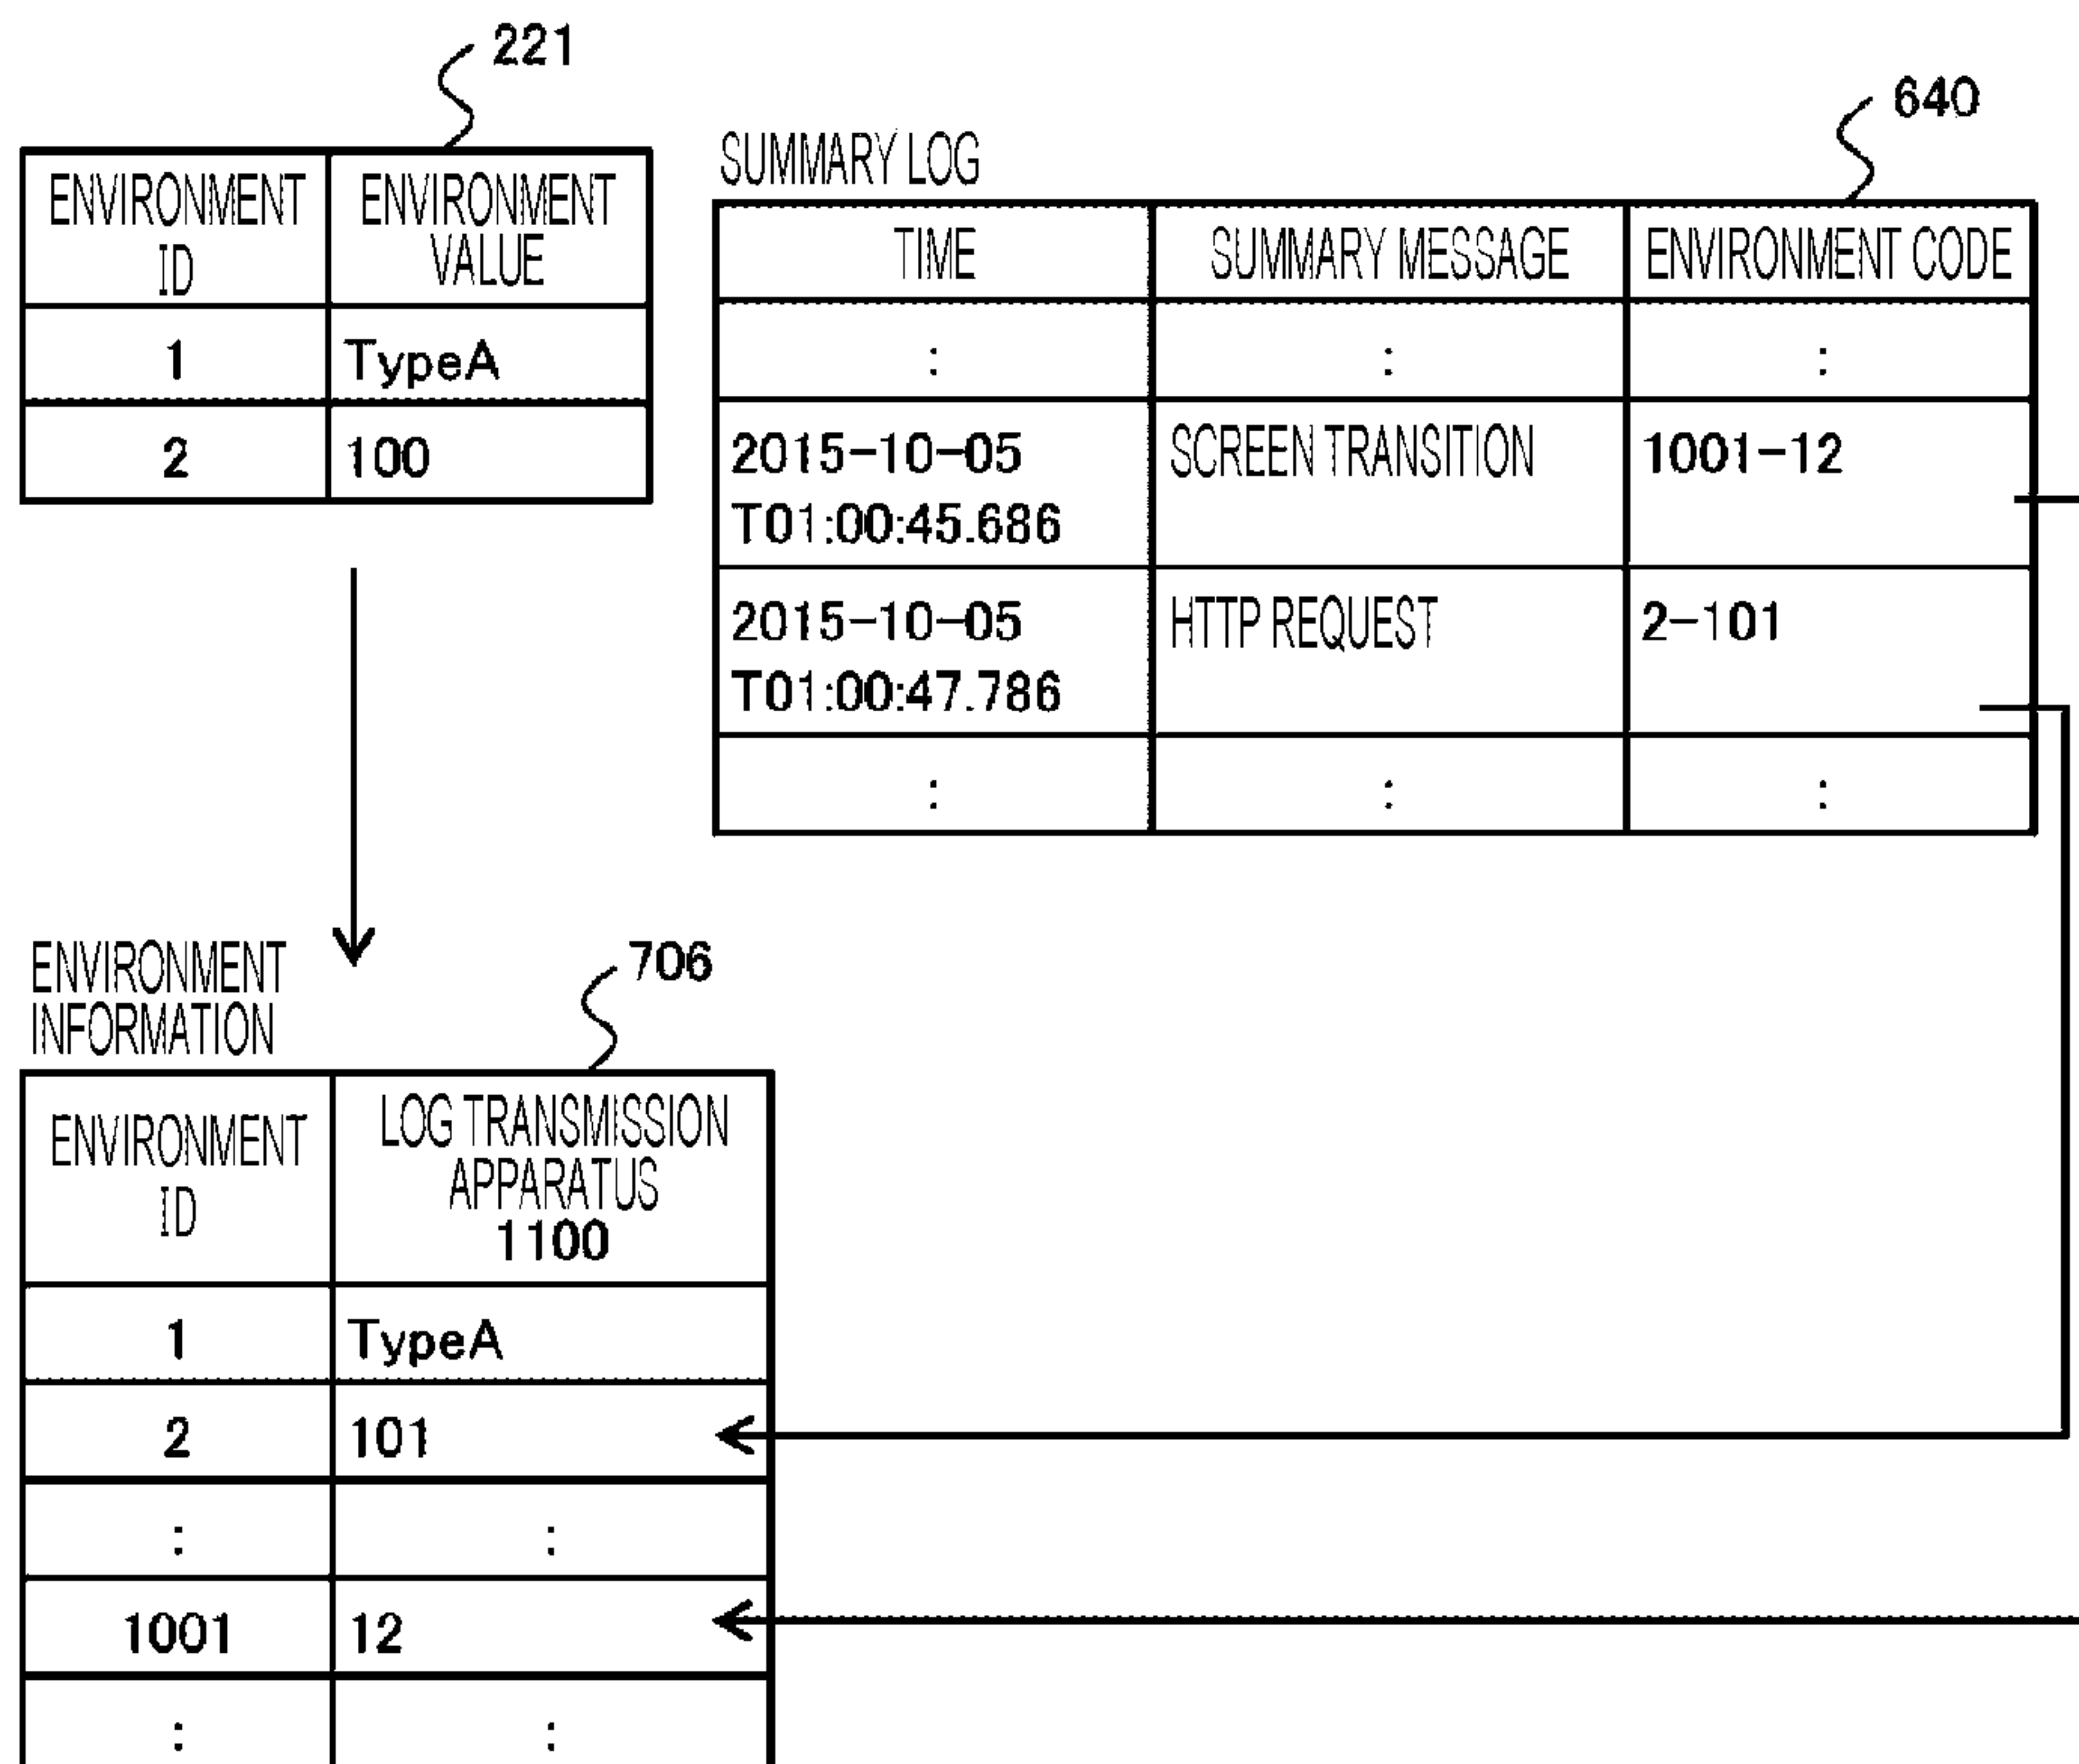 221
ENVIRONMENT
ID
ENVIRONMENT
VALUE
1
TypeA
2
100
640
SUMMARY LOG
TIME
SUMMARY MESSAGE
ENVIRONMENT CODE
:
:
:
2015-10-05
T01:00:45.686
SCREEN TRANSITION
1001-12
2015-10-05
T01:00:47.786
HTTP REQUEST
2-101
:
:
:
ENVIRONMENT
INFORMATION
706
ENVIRONMENT
ID
LOG TRANSMISSION
APPARATUS
1100
1
TypeA
2
101
:
:
1001
12
:
: